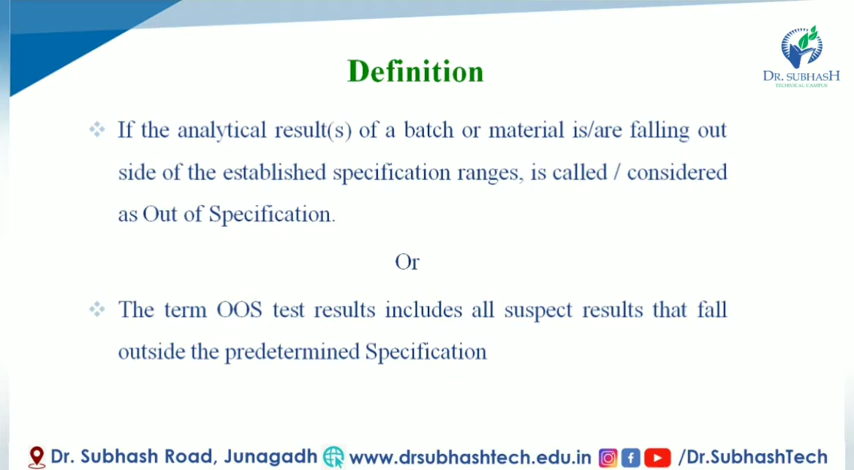 DR. SUBHASH
TECHNICAL CAMPUS
Definition
If the analytical result(s) of a batch or material is/are falling out
side of the established specification ranges, is called / considered
as Out of Specification.
Or
The term OOS test results includes all suspect results that fall
outside the predetermined Specification
Dr. Subhash Road, Junagadh www.drsubhashtech.edu.in /Dr.SubhashTech